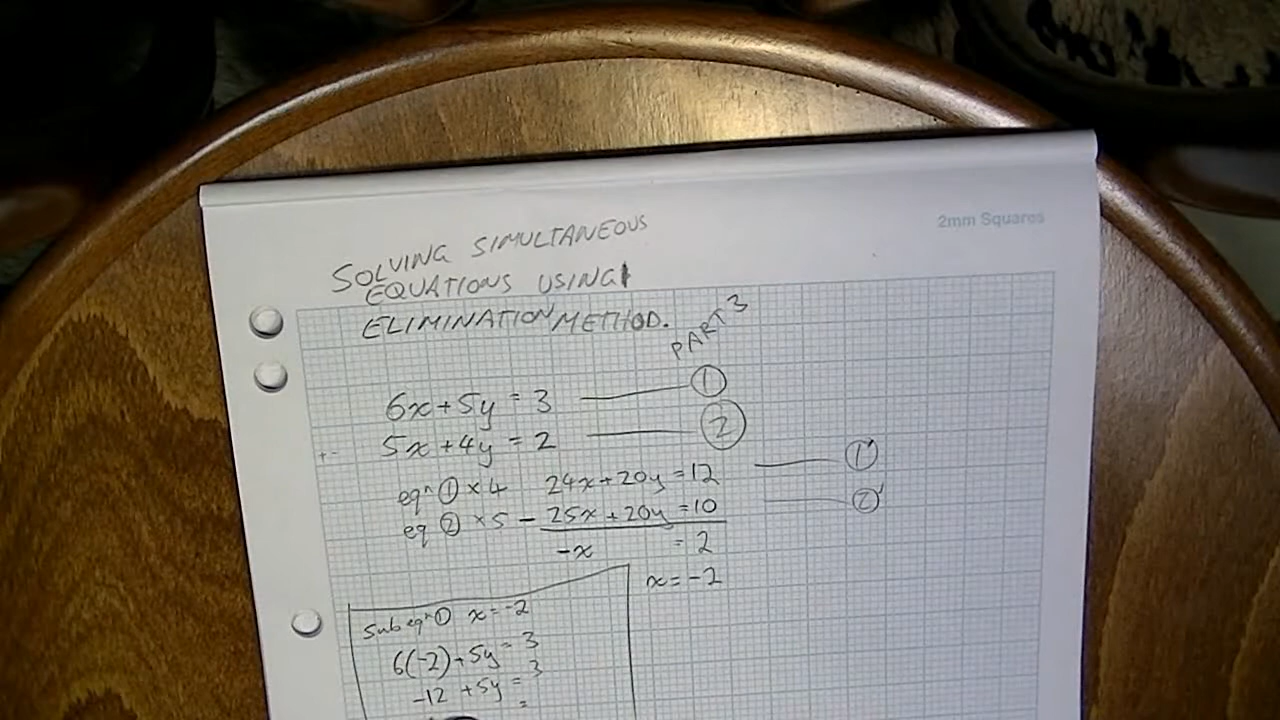 2mm Squares
SOLVING SIMULTANEOUS
EQUATIONS USING
ELIMINATION METHOD.
PART 3
6x+5y = 3 ①
5x+4y = 2 ②
eqⁿ ① × 4 24x+20y = 12 ①'
eq ② × 5 - 25x+20y = 10 ②'
-x = 2
x = -2
Sub eqⁿ ① x = -2
6(-2)+5y = 3
-12 +5y = 3
=